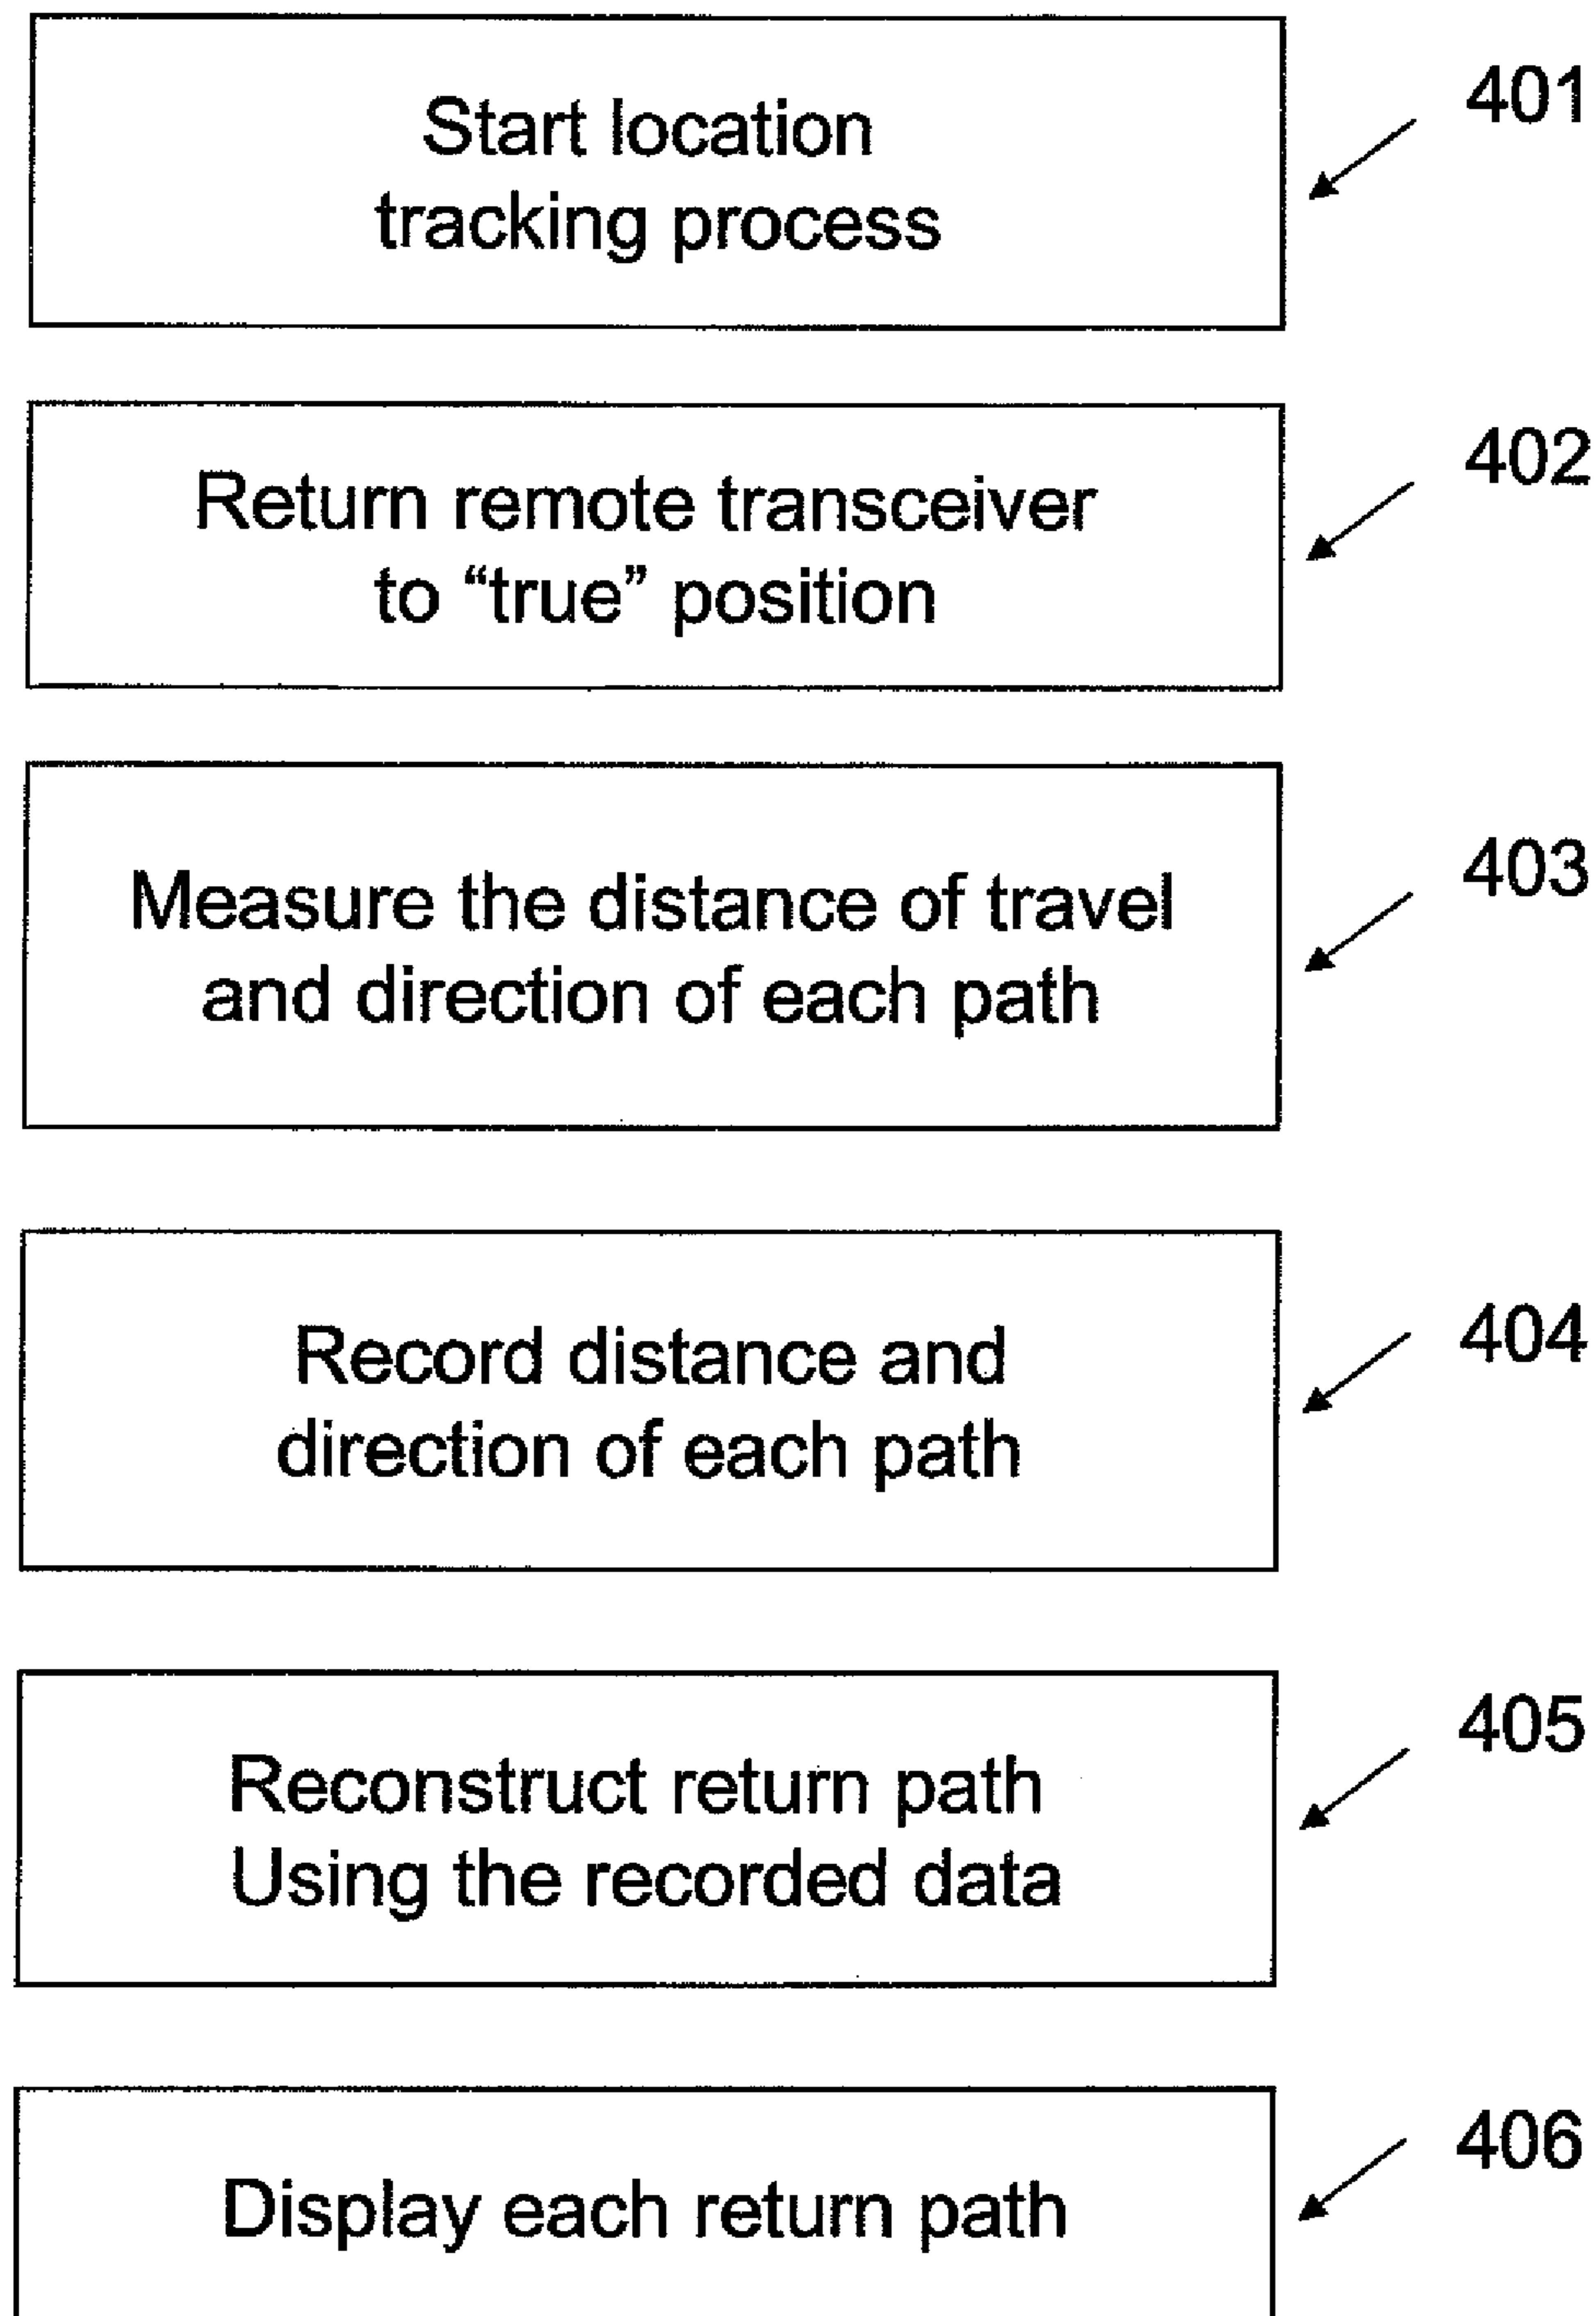 Start location
tracking process
401
Return remote transceiver
to “true” position
402
Measure the distance of travel
and direction of each path
403
Record distance and
direction of each path
404
Reconstruct return path
Using the recorded data
405
Display each return path
406